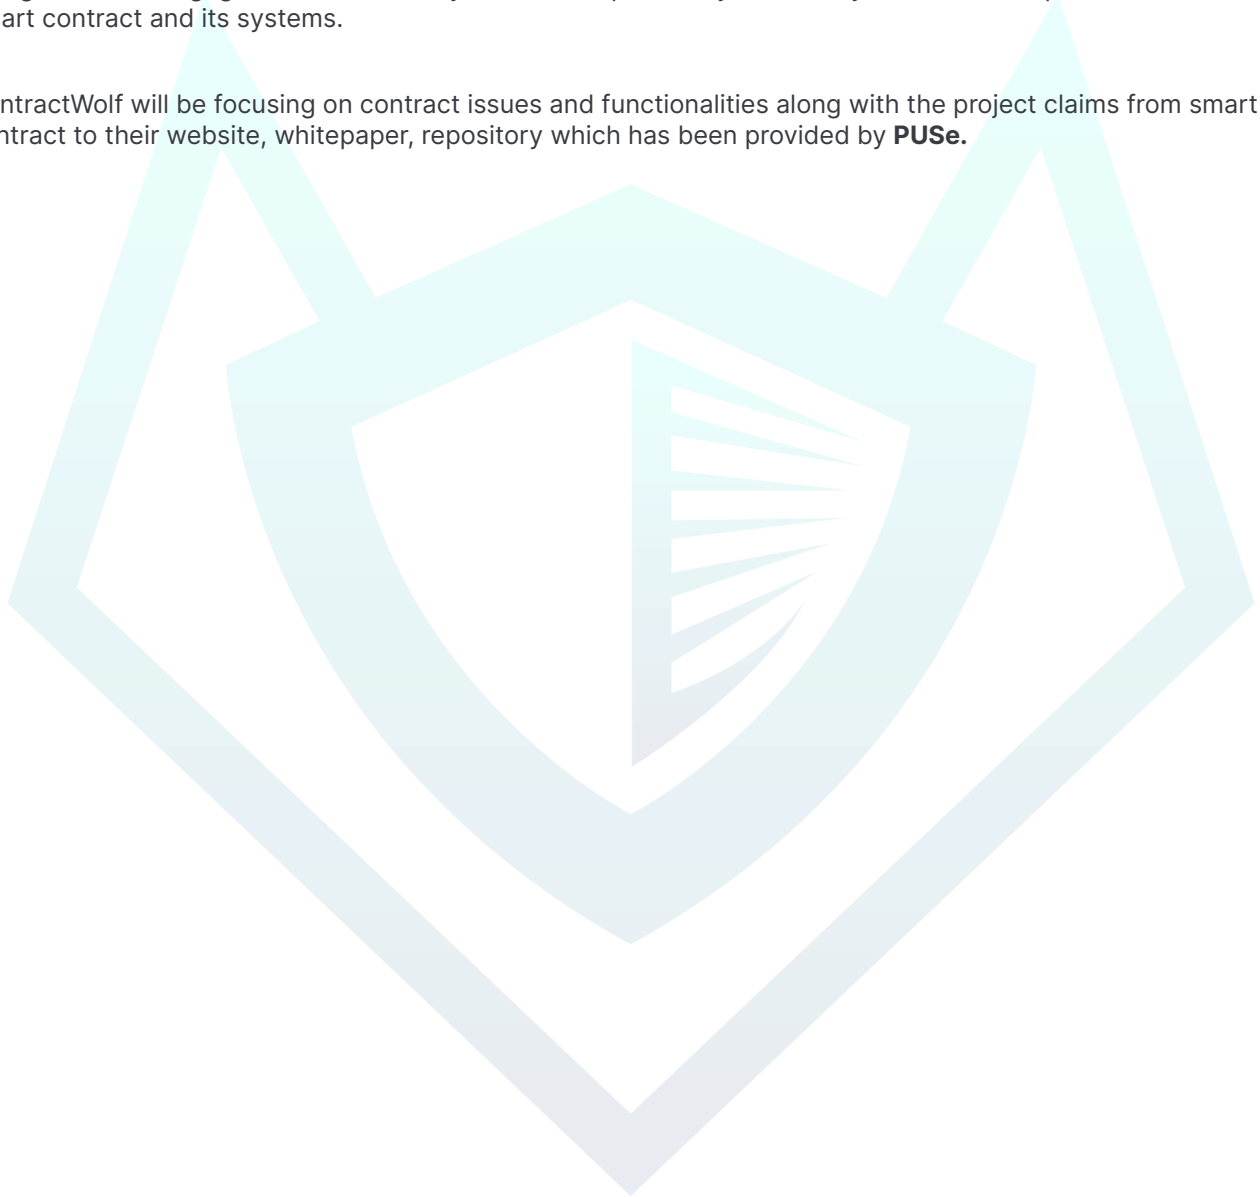 art contract and its systems.
ntractWolf will be focusing on contract issues and functionalities along with the project claims from smart
ntract to their website, whitepaper, repository which has been provided by PUSe.